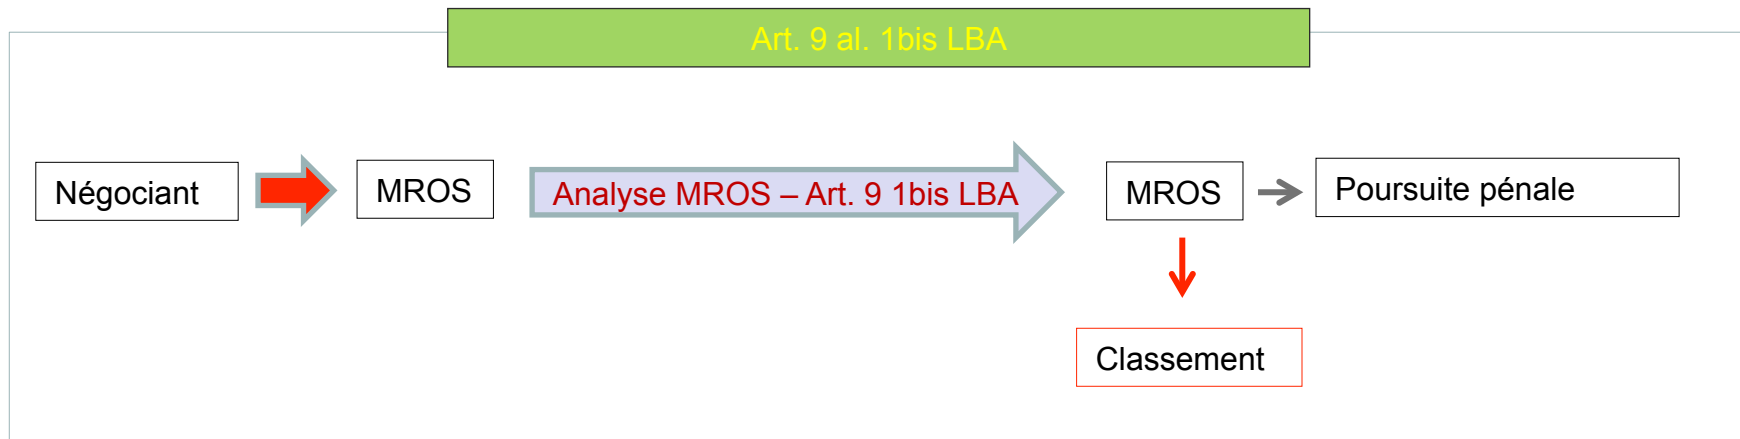 Art. 9 al. 1bis LBA
Négociant
MROS
Analyse MROS – Art. 9 1bis LBA
MROS
Poursuite pénale
Classement